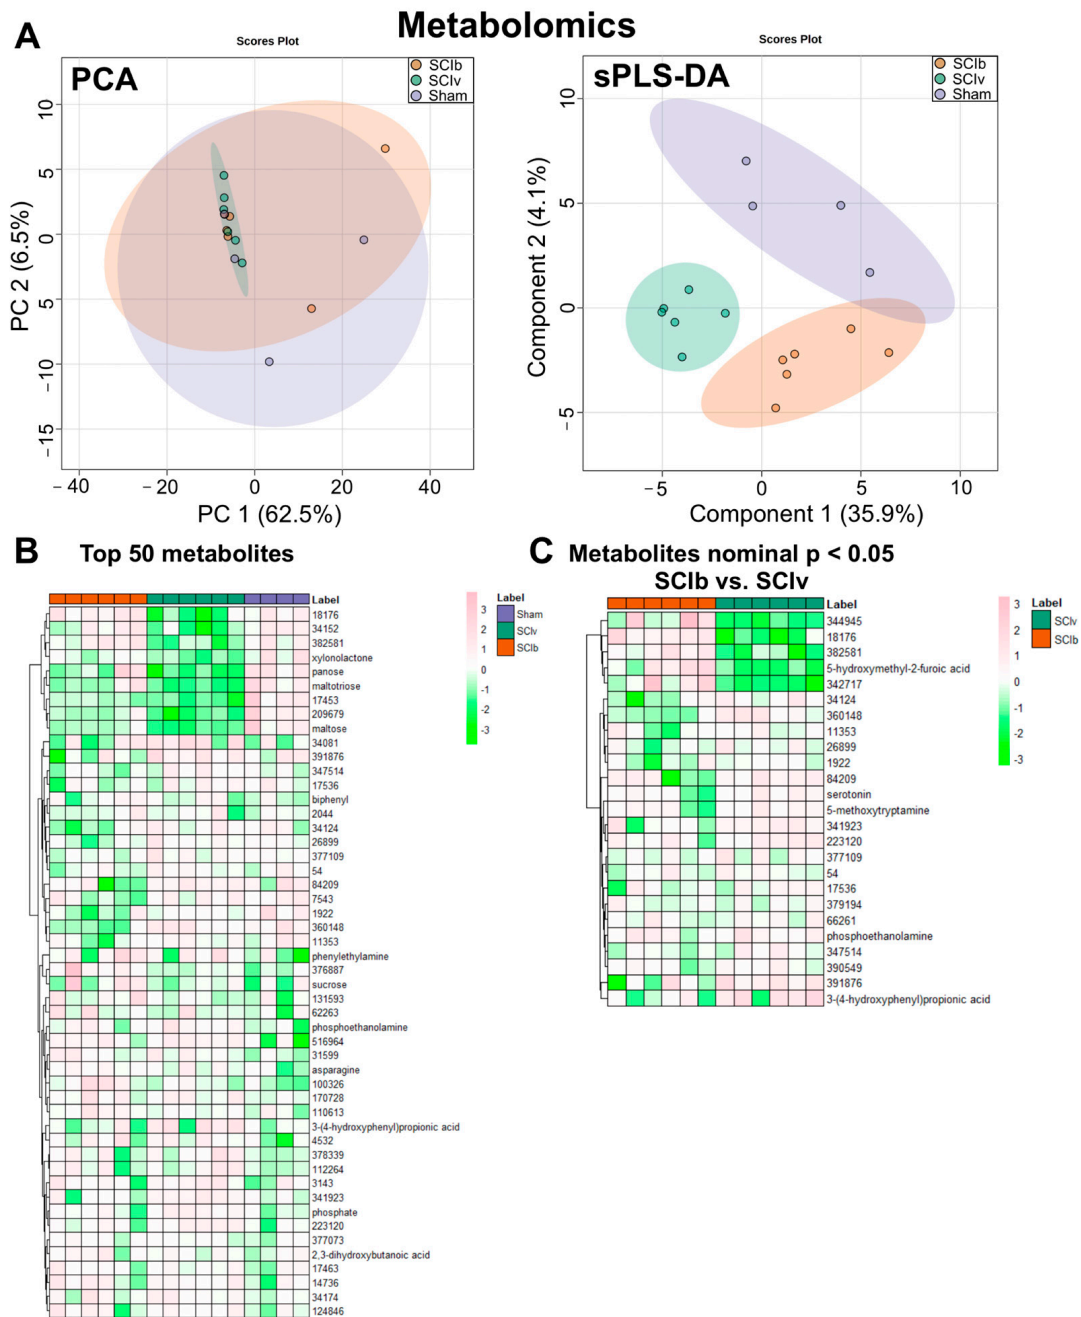 Metabolomics
A
Scores Plot
PCA
SCIb
SCIv
Sham
10
5
0
5
−10
−15
PC 2 (6.5%)
−40
−20
0
20
40
PC 1 (62.5%)
Scores Plot
sPLS-DA
SCIb
SCIv
Sham
10
5
0
−5
Component 2 (4.1%)
−5
0
5
10
Component 1 (35.9%)
B
Top 50 metabolites
Label
18176
34152
382581
xylonolactone
panose
maltotriose
17453
209679
maltose
34081
391876
347514
17536
biphenyl
2044
34124
26899
377109
54
84209
7543
1922
360148
11353
phenylethylamine
376887
sucrose
131593
62263
phosphoethanolamine
516964
31599
asparagine
100326
170728
110613
3-(4-hydroxyphenyl)propionic acid
4532
378339
112264
3143
341923
phosphate
223120
377073
2,3-dihydroxybutanoic acid
17463
14736
34174
124846
3
2
1
0
-1
-2
-3
Label
Sham
SCIv
SCIb
C
Metabolites nominal p < 0.05
SCIb vs. SCIv
Label
344945
18176
382581
5-hydroxymethyl-2-furoic acid
342717
34124
360148
11353
26899
1922
84209
serotonin
5-methoxytryptamine
341923
223120
377109
54
17536
379194
66261
phosphoethanolamine
347514
390549
391876
3-(4-hydroxyphenyl)propionic acid
3
2
1
0
-1
-2
-3
Label
SCIv
SCIb